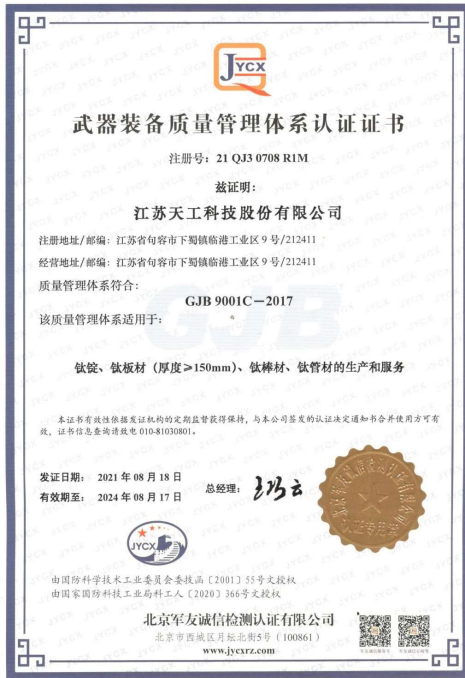 JYCX
武器装备质量管理体系认证证书
注册号：21 QJ3 0708 R1M
兹证明：
江苏天工科技股份有限公司
注册地址/邮编：江苏省句容市下蜀镇临港工业区 9 号/212411
经营地址/邮编：江苏省句容市下蜀镇临港工业区 9 号/212411
质量管理体系符合：
GJB 9001C－2017
该质量管理体系适用于：
GJB
钛锭、钛板材（厚度≥150mm）、钛棒材、钛管材的生产和服务
本证书有效性依据发证机构的定期监督获得保持，与本公司签发的认证决定通知书合并使用方可有
效，证书信息查询请致电 010-81030801。
发证日期： 2021 年 08 月 18 日
有效期至： 2024 年 08 月 17 日
总经理：
JYCX
由国防科学技术工业委员会委技品〔2001〕55号文授权
由国家国防科技工业局科工人〔2020〕366号文授权
北京军友诚信检测认证有限公司
北京市西城区月坛北街5号（100861）
www.jycxrz.com